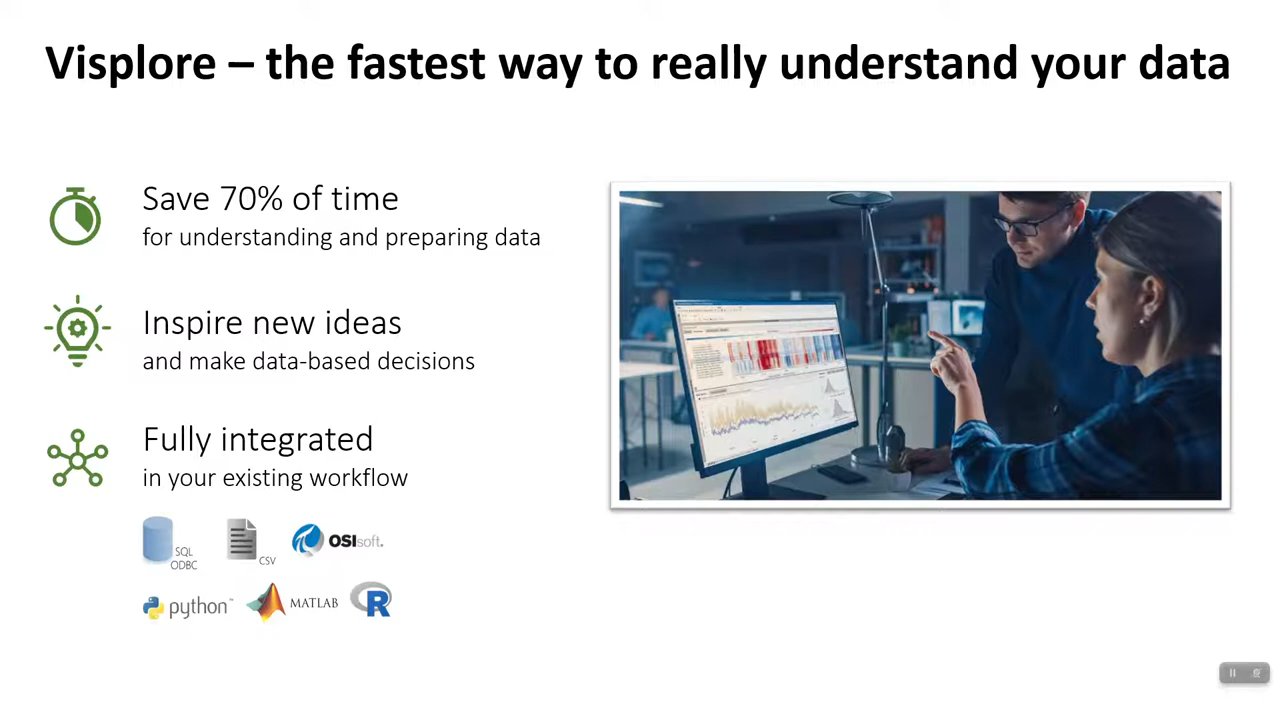 Visplore – the fastest way to really understand your data
Save 70% of time
for understanding and preparing data
Inspire new ideas
and make data-based decisions
Fully integrated
in your existing workflow
SQL
ODBC
CSV
OSIsoft.
python™
MATLAB
R